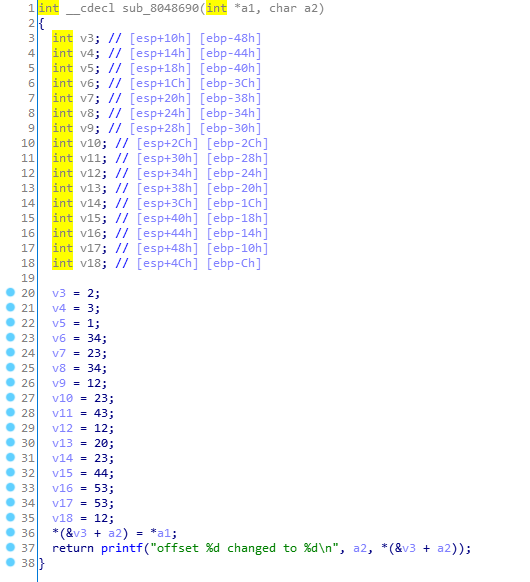 1 int __cdecl sub_8048690(int *a1, char a2)
2 {
3 int v3; // [esp+10h] [ebp-48h]
4 int v4; // [esp+14h] [ebp-44h]
5 int v5; // [esp+18h] [ebp-40h]
6 int v6; // [esp+1Ch] [ebp-3Ch]
7 int v7; // [esp+20h] [ebp-38h]
8 int v8; // [esp+24h] [ebp-34h]
9 int v9; // [esp+28h] [ebp-30h]
10 int v10; // [esp+2Ch] [ebp-2Ch]
11 int v11; // [esp+30h] [ebp-28h]
12 int v12; // [esp+34h] [ebp-24h]
13 int v13; // [esp+38h] [ebp-20h]
14 int v14; // [esp+3Ch] [ebp-1Ch]
15 int v15; // [esp+40h] [ebp-18h]
16 int v16; // [esp+44h] [ebp-14h]
17 int v17; // [esp+48h] [ebp-10h]
18 int v18; // [esp+4Ch] [ebp-Ch]
19
20 v3 = 2;
21 v4 = 3;
22 v5 = 1;
23 v6 = 34;
24 v7 = 23;
25 v8 = 34;
26 v9 = 12;
27 v10 = 23;
28 v11 = 43;
29 v12 = 12;
30 v13 = 20;
31 v14 = 23;
32 v15 = 44;
33 v16 = 53;
34 v17 = 53;
35 v18 = 12;
36 *(&v3 + a2) = *a1;
37 return printf("offset %d changed to %d\n", a2, *(&v3 + a2));
38 }